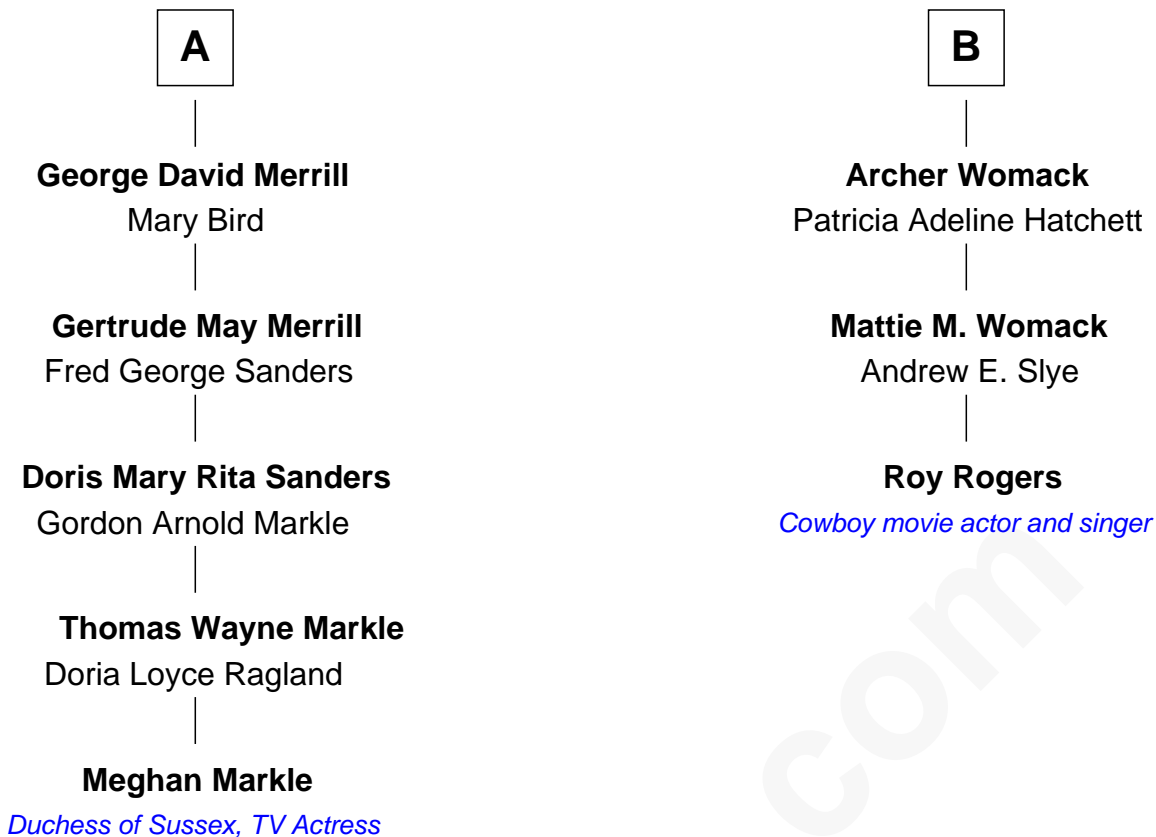 A
George David Merrill
Mary Bird
Gertrude May Merrill
Fred George Sanders
Doris Mary Rita Sanders
Gordon Arnold Markle
Thomas Wayne Markle
Doria Loyce Ragland
Meghan Markle
Duchess of Sussex, TV Actress
B
Archer Womack
Patricia Adeline Hatchett
Mattie M. Womack
Andrew E. Slye
Roy Rogers
Cowboy movie actor and singer
com